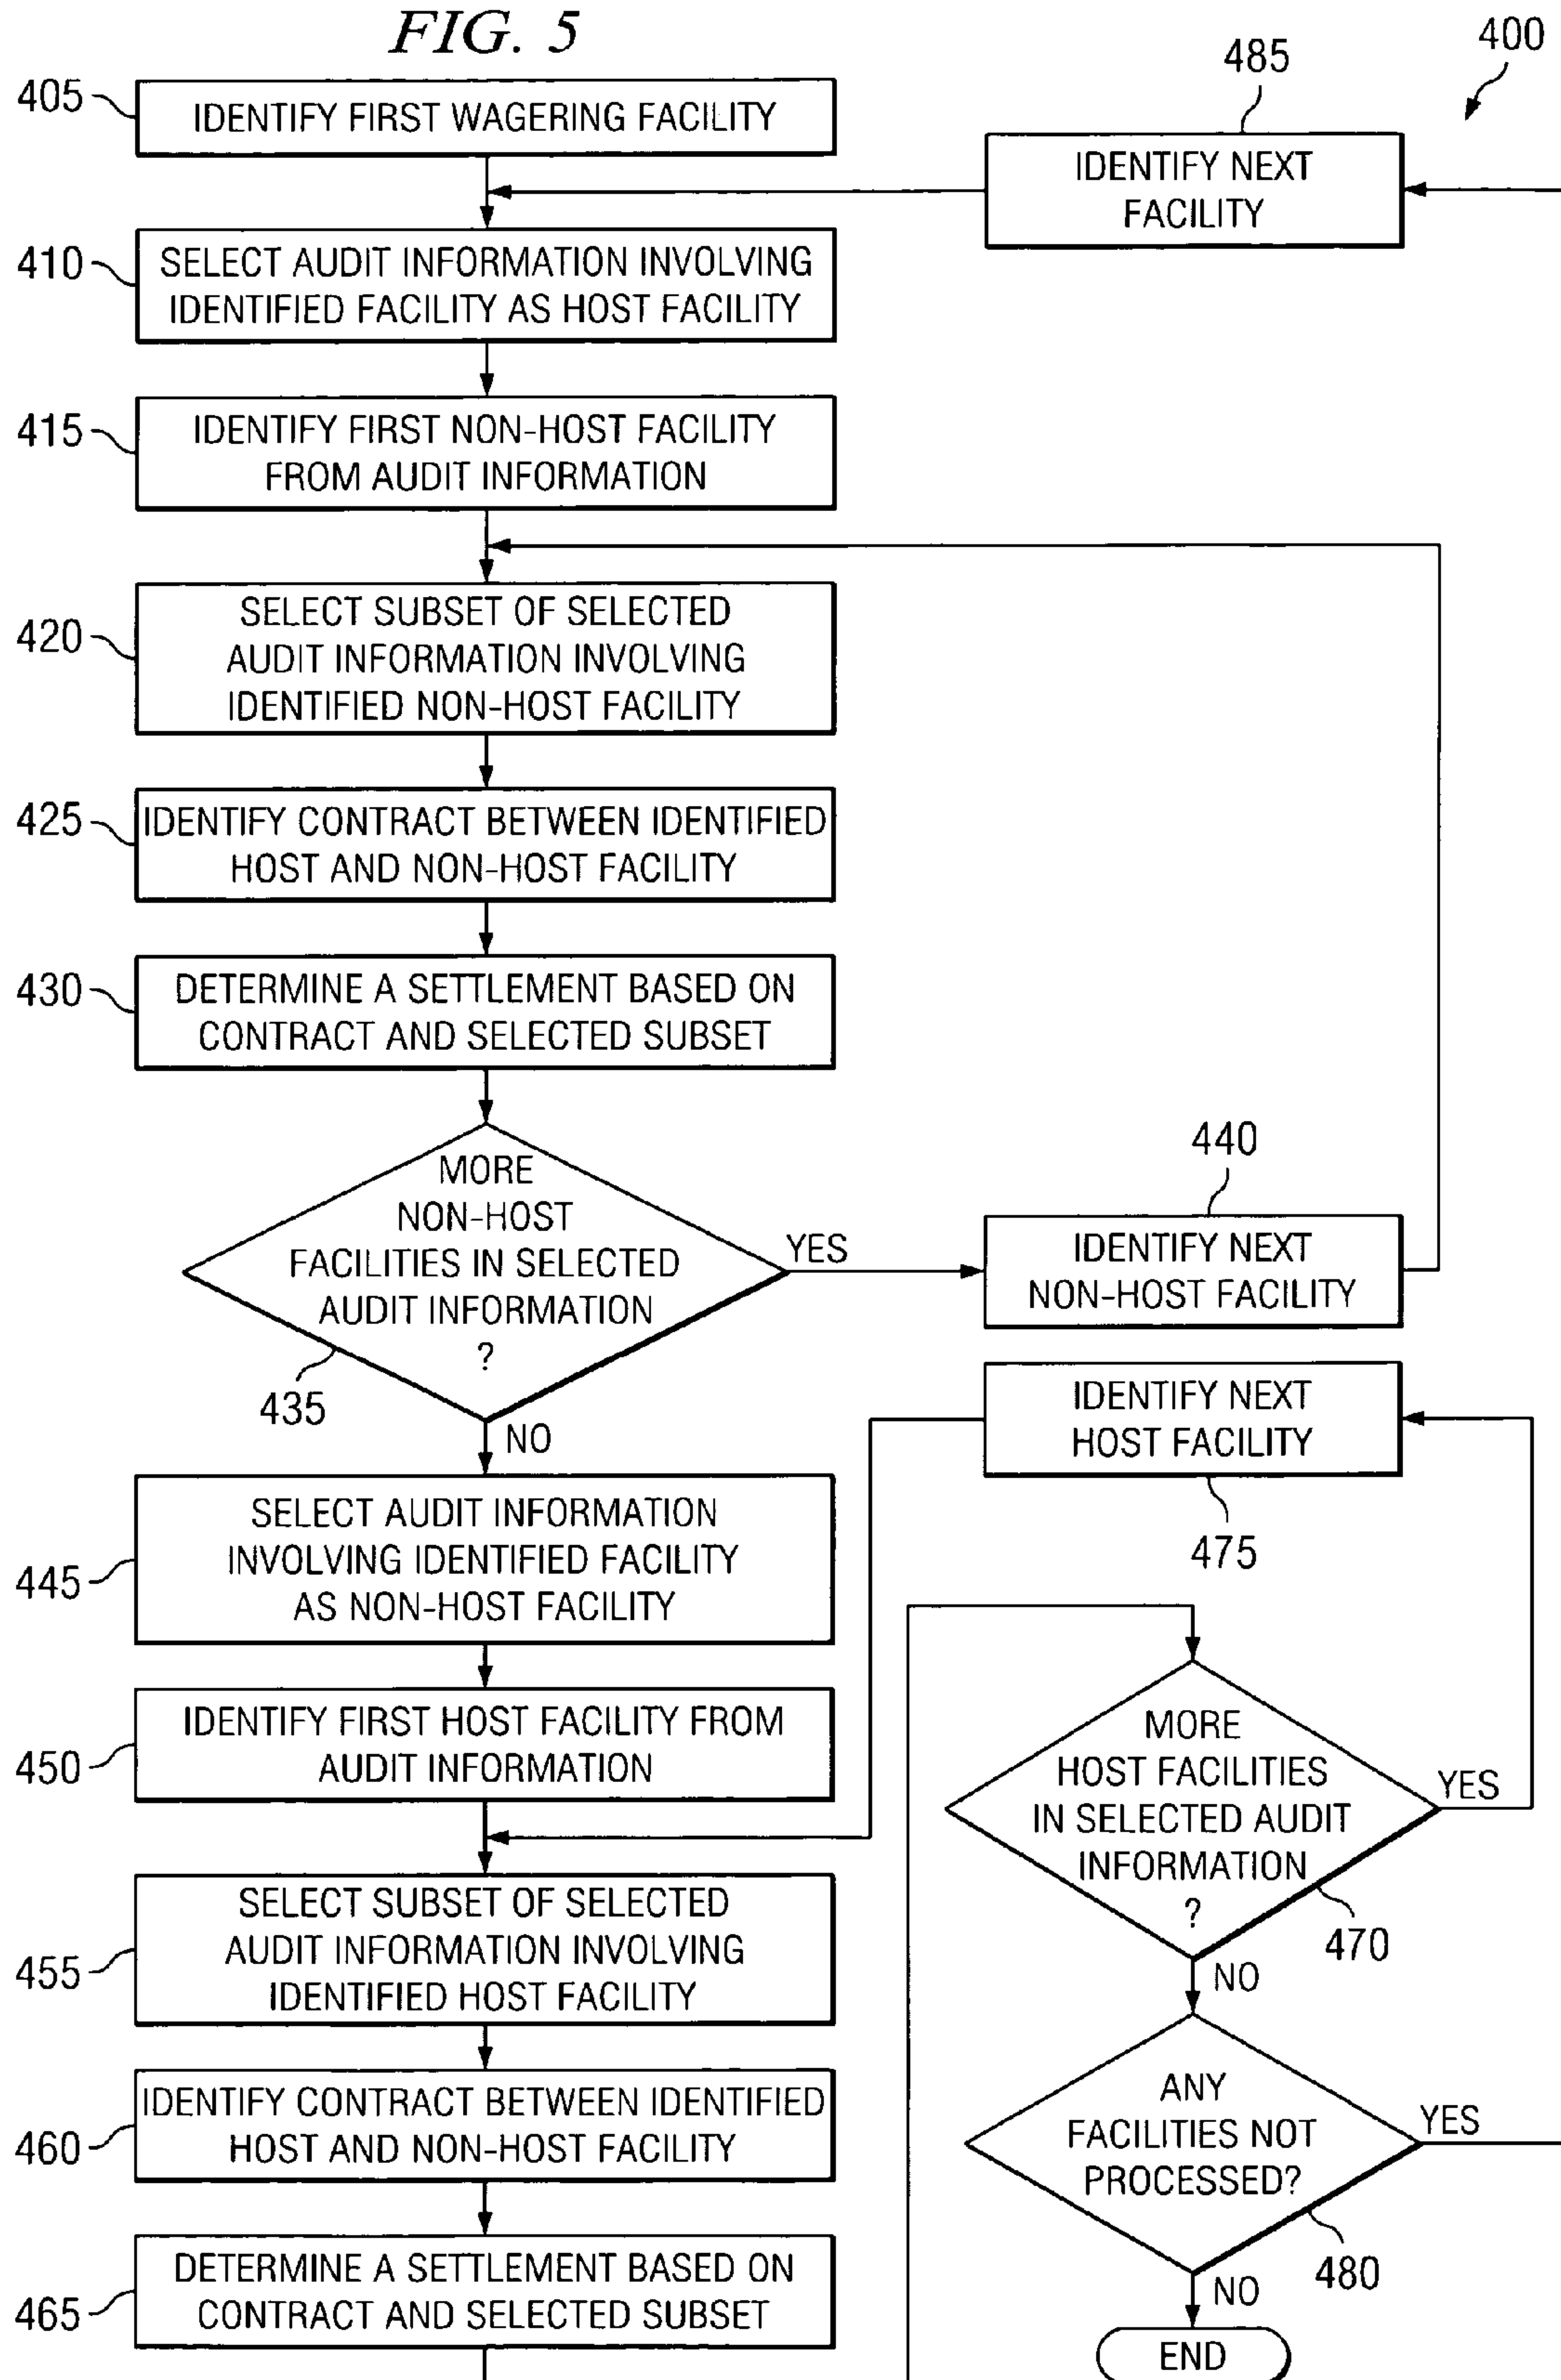 FIG. 5
400
405
IDENTIFY FIRST WAGERING FACILITY
485
IDENTIFY NEXT
FACILITY
410
SELECT AUDIT INFORMATION INVOLVING
IDENTIFIED FACILITY AS HOST FACILITY
415
IDENTIFY FIRST NON-HOST FACILITY
FROM AUDIT INFORMATION
420
SELECT SUBSET OF SELECTED
AUDIT INFORMATION INVOLVING
IDENTIFIED NON-HOST FACILITY
425
IDENTIFY CONTRACT BETWEEN IDENTIFIED
HOST AND NON-HOST FACILITY
430
DETERMINE A SETTLEMENT BASED ON
CONTRACT AND SELECTED SUBSET
MORE
NON-HOST
FACILITIES IN SELECTED
AUDIT INFORMATION
?
435
YES
NO
440
IDENTIFY NEXT
NON-HOST FACILITY
IDENTIFY NEXT
HOST FACILITY
475
445
SELECT AUDIT INFORMATION
INVOLVING IDENTIFIED FACILITY
AS NON-HOST FACILITY
450
IDENTIFY FIRST HOST FACILITY FROM
AUDIT INFORMATION
455
SELECT SUBSET OF SELECTED
AUDIT INFORMATION INVOLVING
IDENTIFIED HOST FACILITY
460
IDENTIFY CONTRACT BETWEEN IDENTIFIED
HOST AND NON-HOST FACILITY
465
DETERMINE A SETTLEMENT BASED ON
CONTRACT AND SELECTED SUBSET
MORE
HOST FACILITIES
IN SELECTED AUDIT
INFORMATION
?
YES
470
NO
ANY
FACILITIES NOT
PROCESSED?
YES
480
NO
END